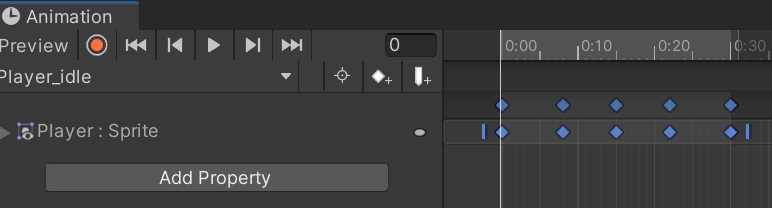 Animation
Preview 0 0:00 0:10 0:20 0:30
Player_idle
Player : Sprite
Add Property